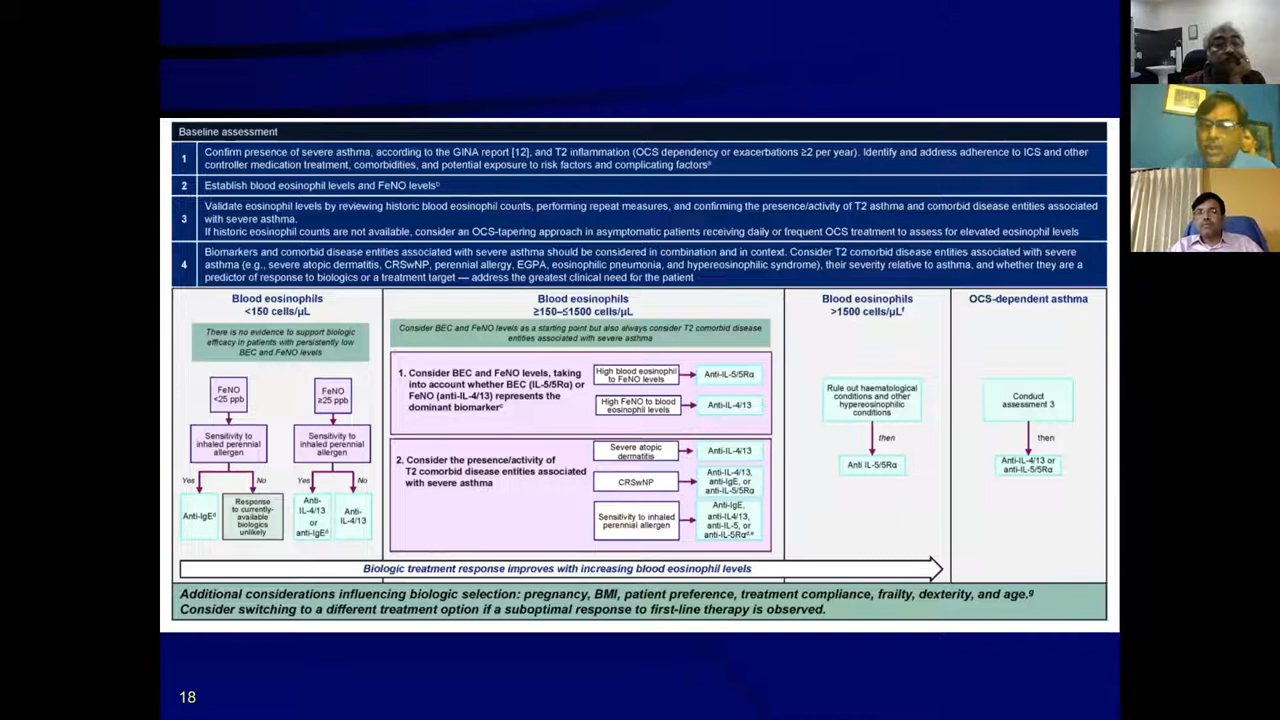 Baseline assessment
1
Confirm presence of severe asthma, according to the GINA report [12], and T2 inflammation (OCS dependency or exacerbations ≥2 per year). Identify and address adherence to ICS and other
controller medication treatment, comorbidities, and potential exposure to risk factors and complicating factorsᵃ
2
Establish blood eosinophil levels and FeNO levelsᵇ
3
Validate eosinophil levels by reviewing historic blood eosinophil counts, performing repeat measures, and confirming the presence/activity of T2 asthma and comorbid disease entities associated
with severe asthma.
If historic eosinophil counts are not available, consider an OCS-tapering approach in asymptomatic patients receiving daily or frequent OCS treatment to assess for elevated eosinophil levels
4
Biomarkers and comorbid disease entities associated with severe asthma should be considered in combination and in context. Consider T2 comorbid disease entities associated with severe
asthma (e.g., severe atopic dermatitis, CRSwNP, perennial allergy, EGPA, eosinophilic pneumonia, and hypereosinophilic syndrome), their severity relative to asthma, and whether they are a
predictor of response to biologics or a treatment target — address the greatest clinical need for the patient
Blood eosinophils
<150 cells/µL
There is no evidence to support biologic
efficacy in patients with persistently low
BEC and FeNO levels
FeNO
<25 ppb
FeNO
≥25 ppb
Sensitivity to
inhaled perennial
allergen
Sensitivity to
inhaled perennial
allergen
Yes
No
Yes
No
Anti-IgEᵈ
Response
to currently-
available
biologics
unlikely
Anti-
IL-4/13
or
anti-IgEᵈ
Anti-
IL-4/13
Blood eosinophils
≥150–≤1500 cells/µL
Consider BEC and FeNO levels as a starting point but also always consider T2 comorbid disease
entities associated with severe asthma
1. Consider BEC and FeNO levels, taking
into account whether BEC (IL-5/5Rα) or
FeNO (anti-IL-4/13) represents the
dominant biomarkerᶜ
High blood eosinophil
to FeNO levels
Anti-IL-5/5Rα
High FeNO to blood
eosinophil levels
Anti-IL-4/13
2. Consider the presence/activity of
T2 comorbid disease entities associated
with severe asthma
Severe atopic
dermatitis
Anti-IL-4/13
CRSwNP
Anti-IL-4/13,
anti-IgE, or
anti-IL-5/5Rα
Sensitivity to inhaled
perennial allergen
Anti-IgE,
anti-IL4/13,
anti-IL-5, or
anti-IL-5Rαᵈ,ᵉ
Blood eosinophils
>1500 cells/µLᶠ
Rule out haematological
conditions and other
hypereosinophilic
conditions
then
Anti IL-5/5Rα
OCS-dependent asthma
Conduct
assessment 3
then
Anti-IL-4/13 or
anti-IL-5/5Rα
Biologic treatment response improves with increasing blood eosinophil levels
Additional considerations influencing biologic selection: pregnancy, BMI, patient preference, treatment compliance, frailty, dexterity, and age.ᵍ
Consider switching to a different treatment option if a suboptimal response to first-line therapy is observed.
18